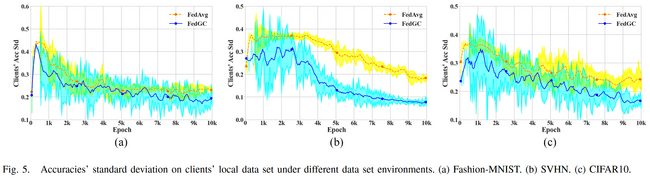 0.6
0.5
0.4
0.3
0.2
0.1
Clients' Acc Std
1k 2k 3k 4k 5k 6k 7k 8k 9k 10k
Epoch
FedAvg
FedGC
(a)
0.6
0.5
0.4
0.3
0.2
0.1
0.0
Clients' Acc Std
1k 2k 3k 4k 5k 6k 7k 8k 9k 10k
Epoch
FedAvg
FedGC
(b)
0.5
0.4
0.3
0.2
0.1
Clients' Acc Std
1k 2k 3k 4k 5k 6k 7k 8k 9k 10k
Epoch
FedAvg
FedGC
(c)
Fig. 5. Accuracies' standard deviation on clients' local data set under different data set environments. (a) Fashion-MNIST. (b) SVHN. (c) CIFAR10.